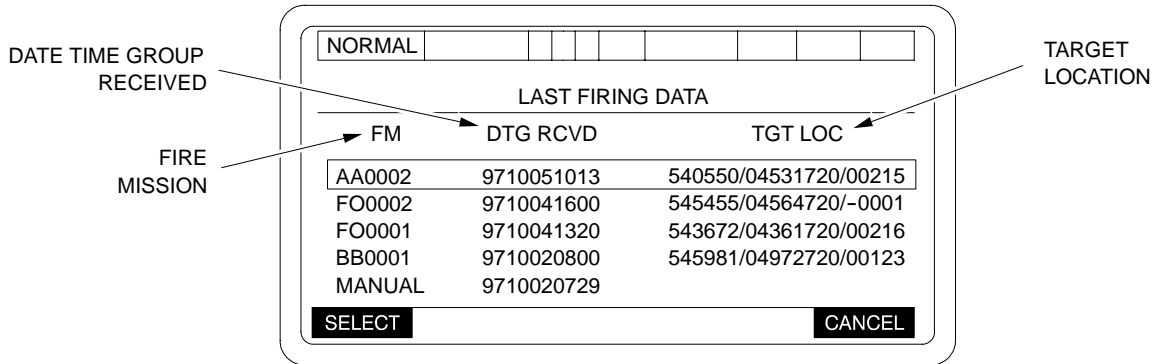 DATE TIME GROUP
RECEIVED
FIRE
MISSION
TARGET
LOCATION
NORMAL
LAST FIRING DATA
FM DTG RCVD TGT LOC
AA0002 9710051013 540550/04531720/00215
FO0002 9710041600 545455/04564720/-0001
FO0001 9710041320 543672/04361720/00216
BB0001 9710020800 545981/04972720/00123
MANUAL 9710020729
SELECT CANCEL